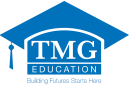 TMG
EDUCATION
Building Futures Starts Here